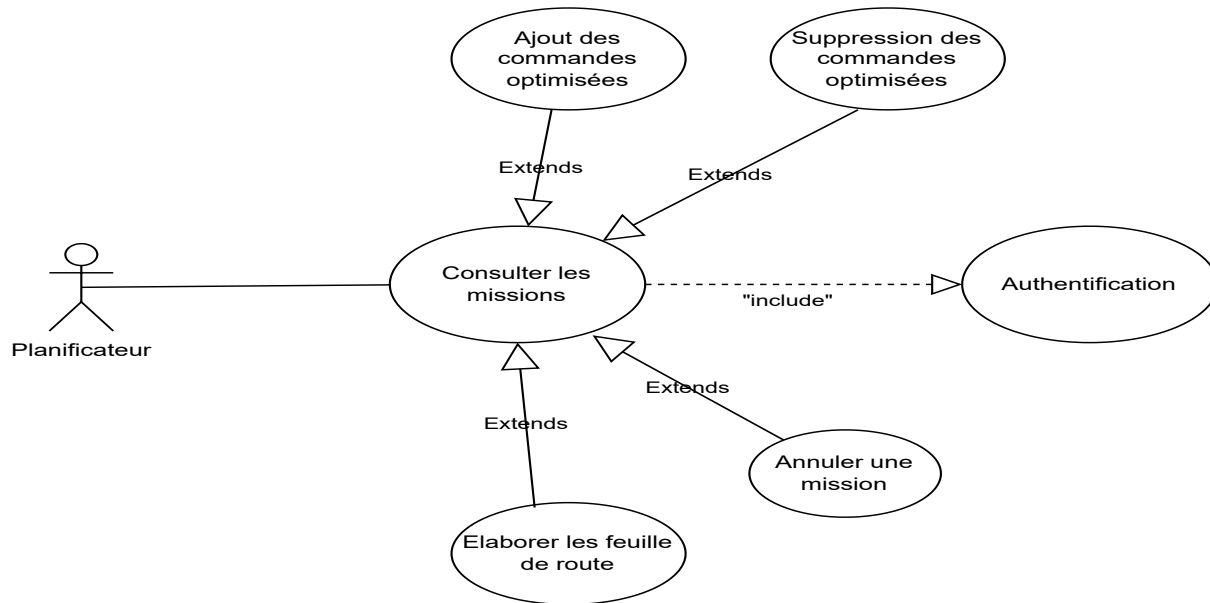 Ajout des
commandes
optimisées
Suppression des
commandes
optimisées
Extends
Extends
Consulter les
missions
"include"
Authentification
Planificateur
Extends
Extends
Annuler une
mission
Elaborer les feuille
de route